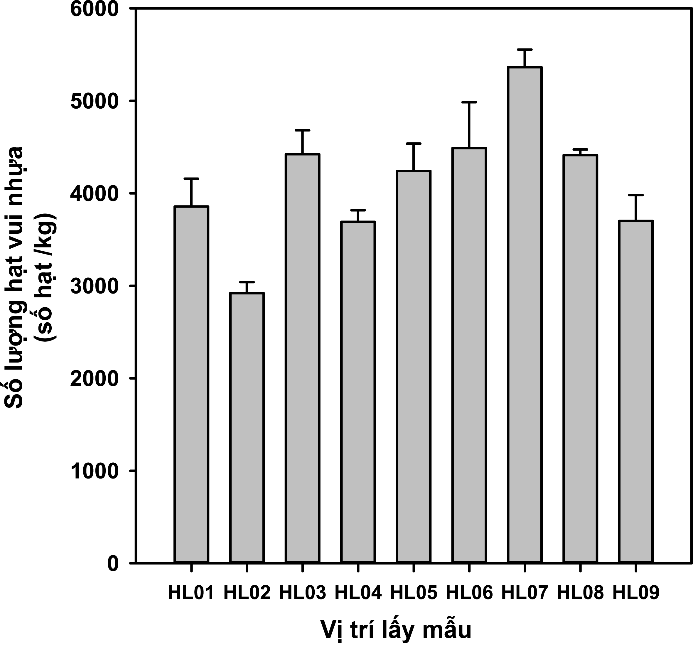 Số lượng hạt vui nhựa
(số hạt /kg)
6000
5000
4000
3000
2000
1000
0
HL01 HL02 HL03 HL04 HL05 HL06 HL07 HL08 HL09
Vị trí lấy mẫu